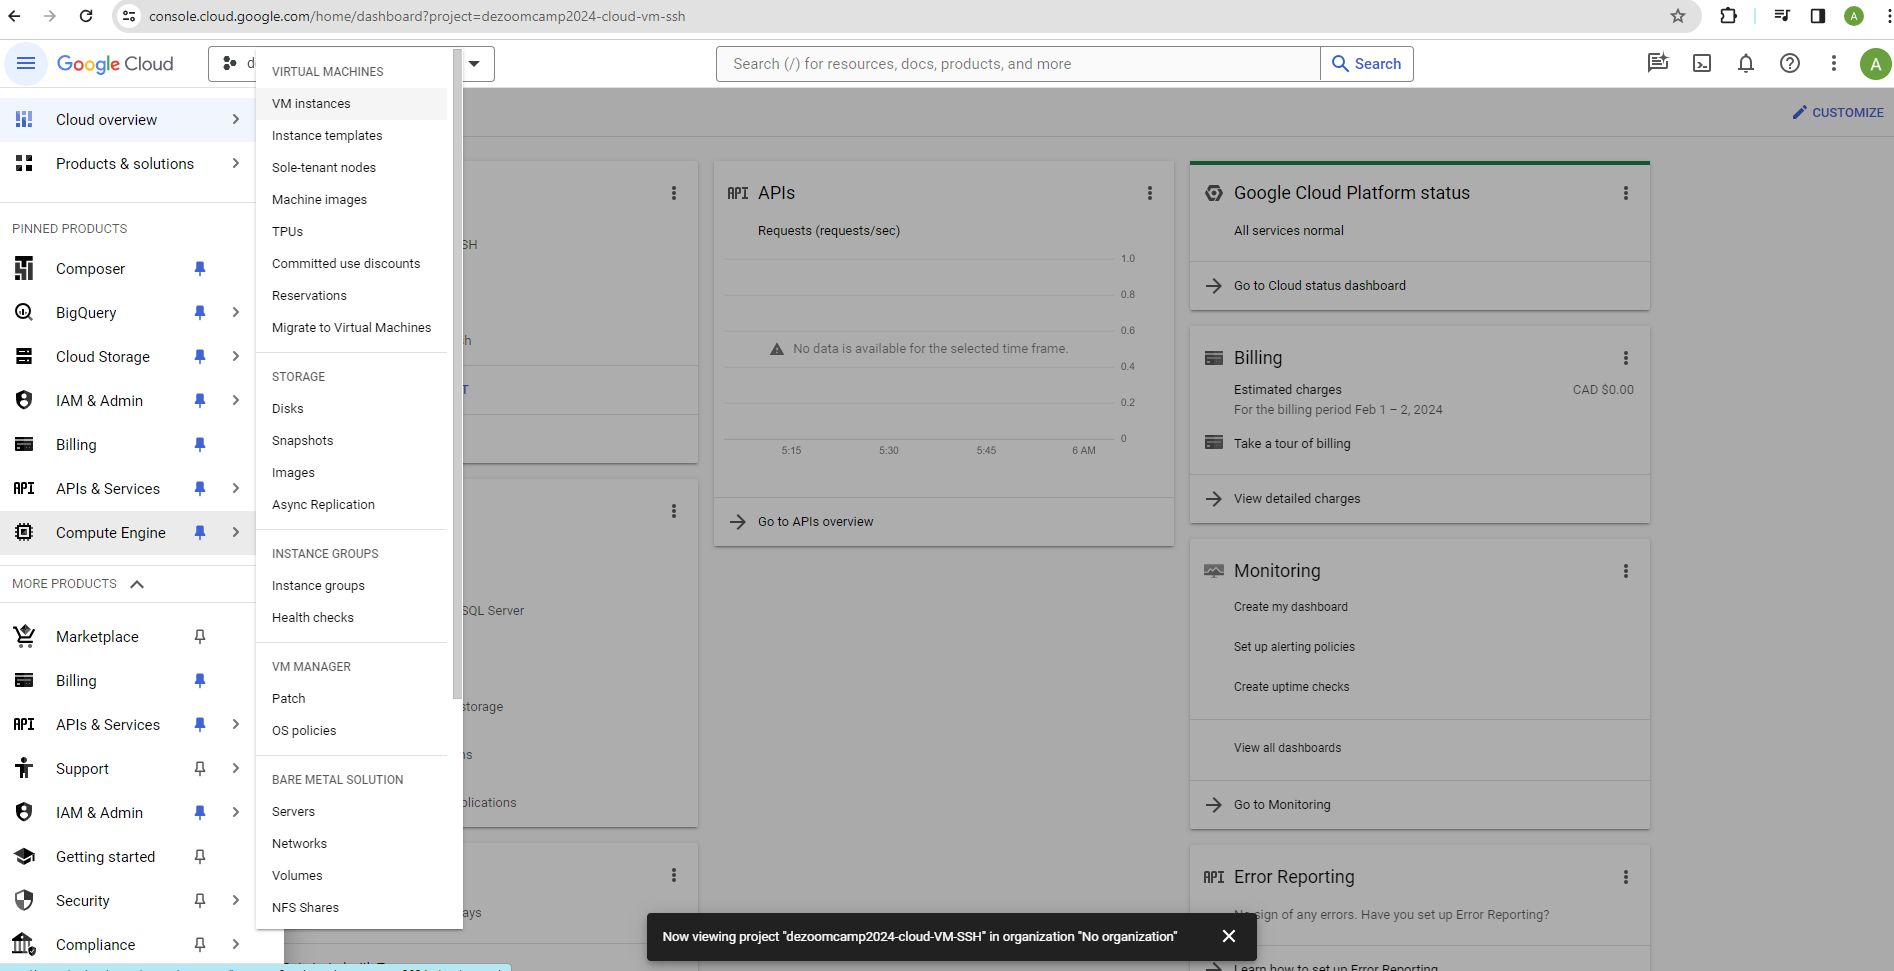 console.cloud.google.com/home/dashboard?project=dezoomcamp2024-cloud-vm-ssh
A
Google Cloud
Search (/) for resources, docs, products, and more
Search
A
CUSTOMIZE
Cloud overview
Products & solutions
PINNED PRODUCTS
Composer
BigQuery
Cloud Storage
IAM & Admin
Billing
API APIs & Services
Compute Engine
MORE PRODUCTS
Marketplace
Billing
API APIs & Services
Support
IAM & Admin
Getting started
Security
Compliance
VIRTUAL MACHINES
VM instances
Instance templates
Sole-tenant nodes
Machine images
TPUs
Committed use discounts
Reservations
Migrate to Virtual Machines
STORAGE
Disks
Snapshots
Images
Async Replication
INSTANCE GROUPS
Instance groups
Health checks
VM MANAGER
Patch
OS policies
BARE METAL SOLUTION
Servers
Networks
Volumes
NFS Shares
SH
SQL Server
storage
plications
API APIs
Requests (requests/sec)
1.0
0.8
0.6
No data is available for the selected time frame.
0.4
0.2
0
5:15 5:30 5:45 6 AM
Go to APIs overview
Google Cloud Platform status
All services normal
Go to Cloud status dashboard
Billing
Estimated charges CAD $0.00
For the billing period Feb 1 – 2, 2024
Take a tour of billing
View detailed charges
Monitoring
Create my dashboard
Set up alerting policies
Create uptime checks
View all dashboards
Go to Monitoring
API Error Reporting
No sign of any errors. Have you set up Error Reporting?
Learn how to set up Error Reporting
Now viewing project "dezoomcamp2024-cloud-VM-SSH" in organization "No organization"